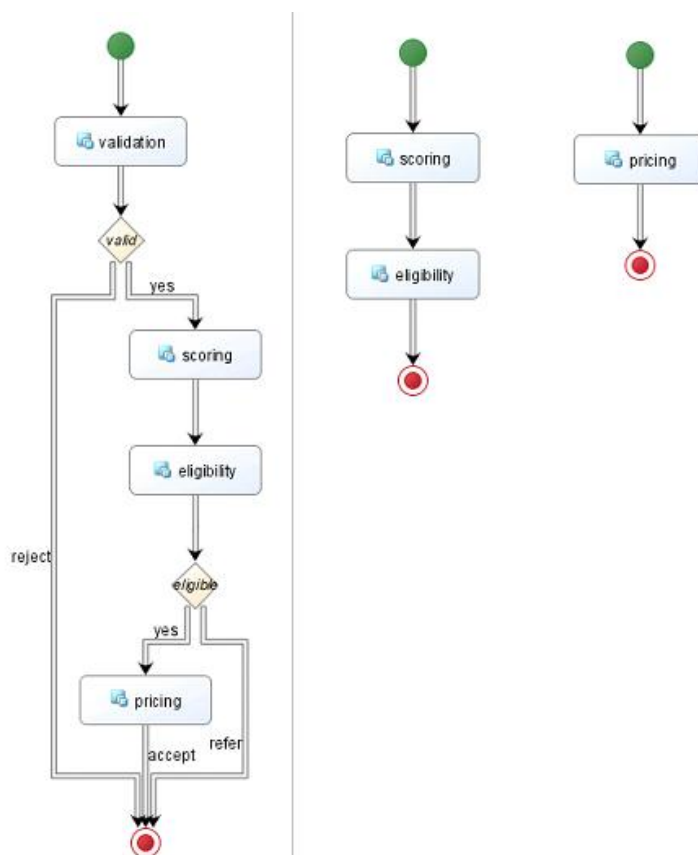 validation
valid
yes
scoring
eligibility
reject
eligible
yes
pricing
refer
accept
scoring
eligibility
pricing